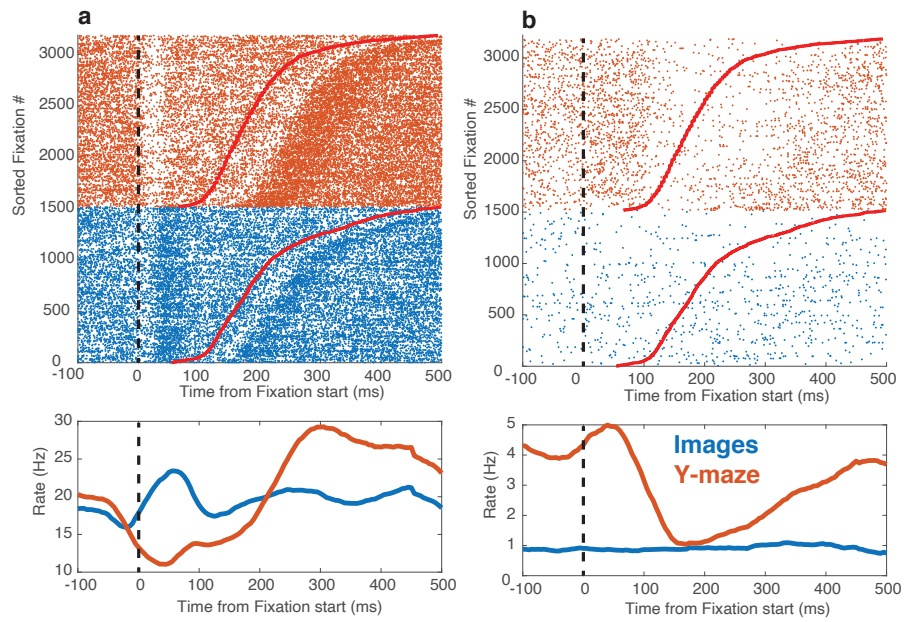 a
Sorted Fixation #
3000
2500
2000
1500
1000
500
0
-100 0 100 200 300 400 500
Time from Fixation start (ms)
Rate (Hz)
30
25
20
15
10
-100 0 100 200 300 400 500
Time from Fixation start (ms)
b
Sorted Fixation #
3000
2500
2000
1500
1000
500
0
-100 0 100 200 300 400 500
Time from Fixation start (ms)
Rate (Hz)
5
4
3
2
1
0
Images
Y-maze
-100 0 100 200 300 400 500
Time from Fixation start (ms)